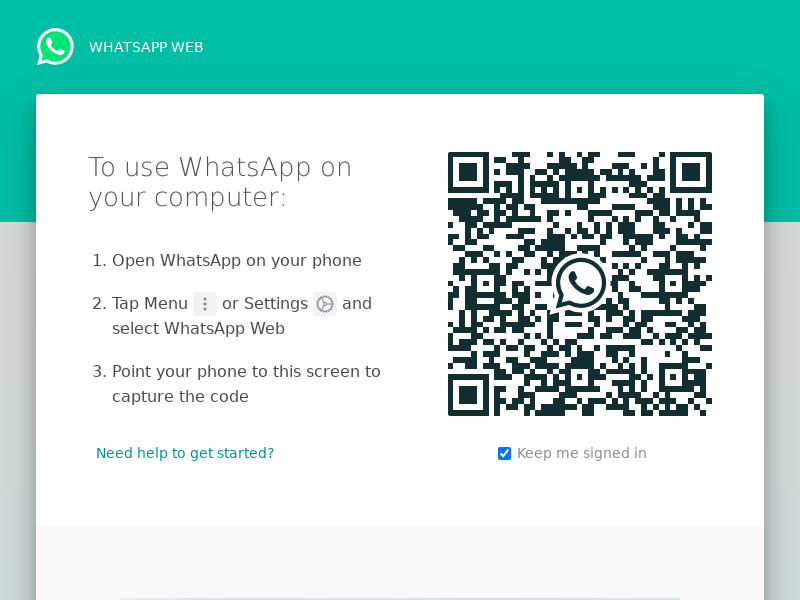 WHATSAPP WEB
To use WhatsApp on
your computer:
1. Open WhatsApp on your phone
2. Tap Menu or Settings and
select WhatsApp Web
3. Point your phone to this screen to
capture the code
Need help to get started?
Keep me signed in